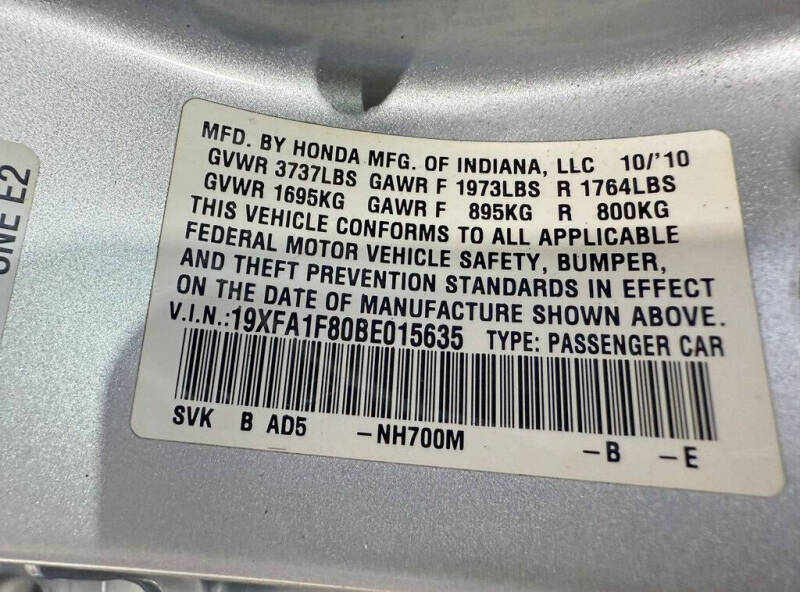 MFD. BY HONDA MFG. OF INDIANA, LLC 10/'10
GVWR 3737LBS GAWR F 1973LBS R 1764LBS
GVWR 1695KG GAWR F 895KG R 800KG
THIS VEHICLE CONFORMS TO ALL APPLICABLE
FEDERAL MOTOR VEHICLE SAFETY, BUMPER,
AND THEFT PREVENTION STANDARDS IN EFFECT
ON THE DATE OF MANUFACTURE SHOWN ABOVE.
V.I.N.:19XFA1F80BE015635 TYPE: PASSENGER CAR
SVK B AD5 -NH700M -B -E
E2